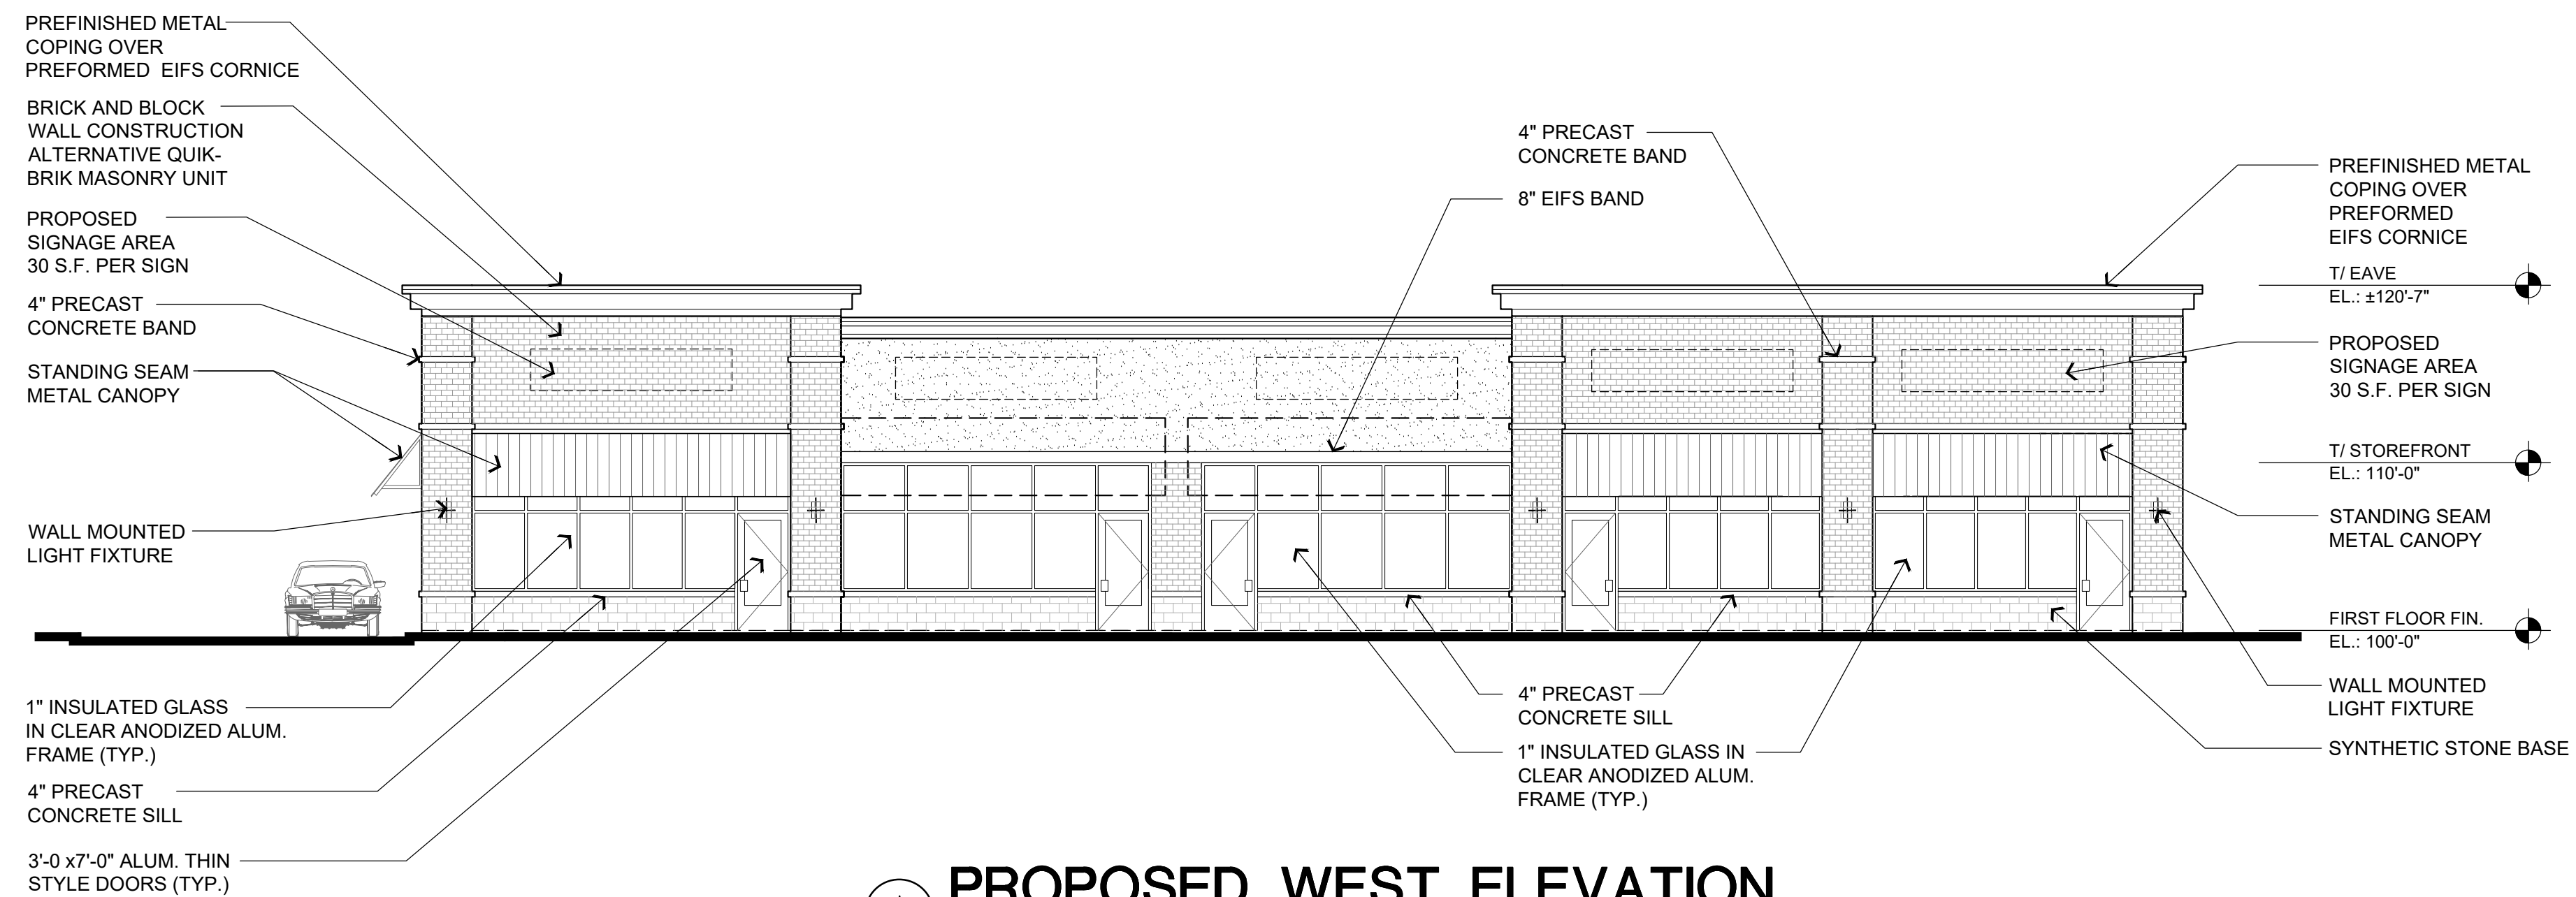 PREFINISHED METAL
COPING OVER
PREFORMED EIFS CORNICE
BRICK AND BLOCK
WALL CONSTRUCTION
ALTERNATIVE QUIK-
BRIK MASONRY UNIT
PROPOSED
SIGNAGE AREA
30 S.F. PER SIGN
4" PRECAST
CONCRETE BAND
STANDING SEAM
METAL CANOPY
WALL MOUNTED
LIGHT FIXTURE
1" INSULATED GLASS
IN CLEAR ANODIZED ALUM.
FRAME (TYP.)
4" PRECAST
CONCRETE SILL
3'-0 x7'-0" ALUM. THIN
STYLE DOORS (TYP.)
4" PRECAST
CONCRETE BAND
8" EIFS BAND
4" PRECAST
CONCRETE SILL
1" INSULATED GLASS IN
CLEAR ANODIZED ALUM.
FRAME (TYP.)
PREFINISHED METAL
COPING OVER
PREFORMED
EIFS CORNICE
T/ EAVE
EL.: ±120'-7"
PROPOSED
SIGNAGE AREA
30 S.F. PER SIGN
T/ STOREFRONT
EL.: 110'-0"
STANDING SEAM
METAL CANOPY
FIRST FLOOR FIN.
EL.: 100'-0"
WALL MOUNTED
LIGHT FIXTURE
SYNTHETIC STONE BASE
PROPOSED WEST ELEVATION